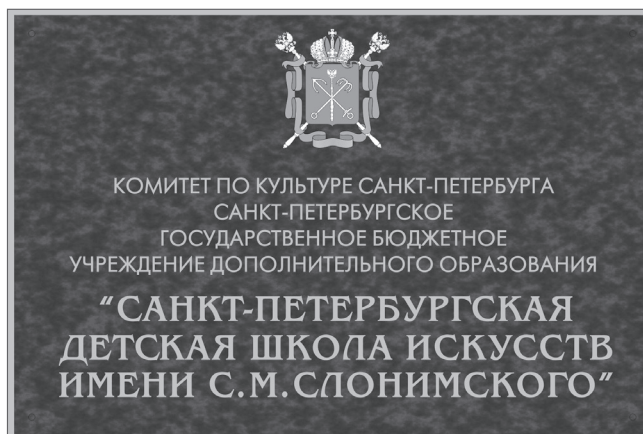 КОМИТЕТ ПО КУЛЬТУРЕ САНКТ-ПЕТЕРБУРГА
САНКТ-ПЕТЕРБУРГСКОЕ
ГОСУДАРСТВЕННОЕ БЮДЖЕТНОЕ
УЧРЕЖДЕНИЕ ДОПОЛНИТЕЛЬНОГО ОБРАЗОВАНИЯ
“САНКТ-ПЕТЕРБУРГСКАЯ
ДЕТСКАЯ ШКОЛА ИСКУССТВ
ИМЕНИ С.М.СЛОНИМСКОГО”